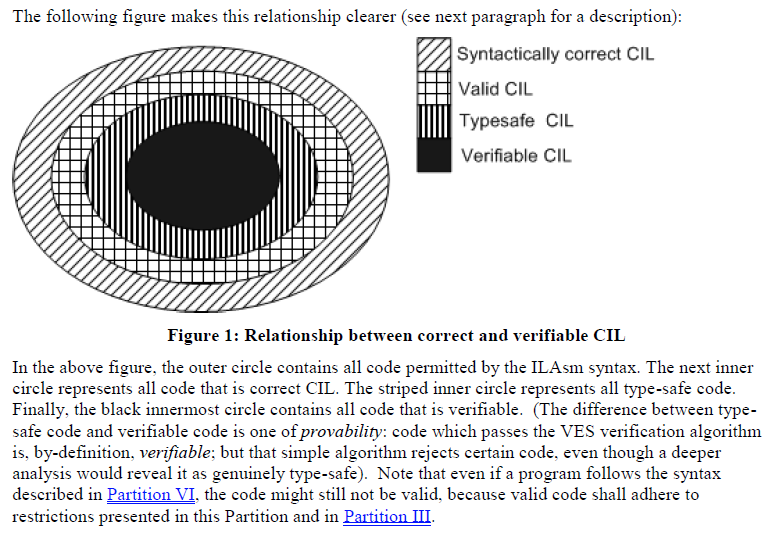 The following figure makes this relationship clearer (see next paragraph for a description):
Syntactically correct CIL
Valid CIL
Typesafe CIL
Verifiable CIL
Figure 1: Relationship between correct and verifiable CIL
In the above figure, the outer circle contains all code permitted by the ILAsm syntax. The next inner
circle represents all code that is correct CIL. The striped inner circle represents all type-safe code.
Finally, the black innermost circle contains all code that is verifiable. (The difference between type-
safe code and verifiable code is one of provability: code which passes the VES verification algorithm
is, by-definition, verifiable; but that simple algorithm rejects certain code, even though a deeper
analysis would reveal it as genuinely type-safe). Note that even if a program follows the syntax
described in Partition VI, the code might still not be valid, because valid code shall adhere to
restrictions presented in this Partition and in Partition III.